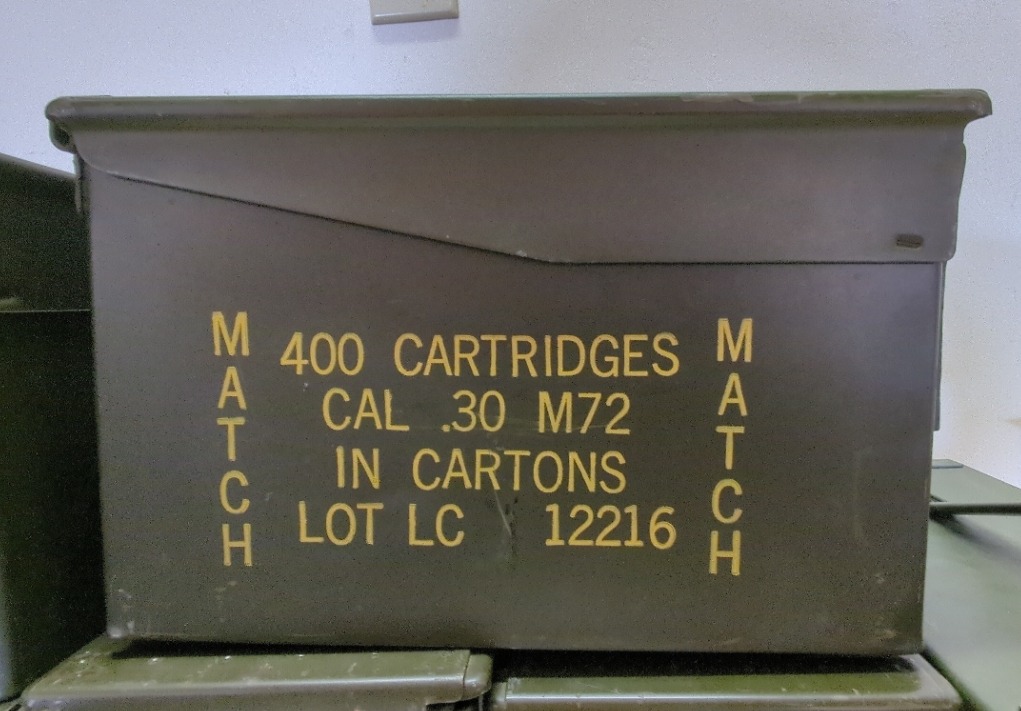 MATCH
400 CARTRIDGES
CAL .30 M72
IN CARTONS
LOT LC 12216
MATCH